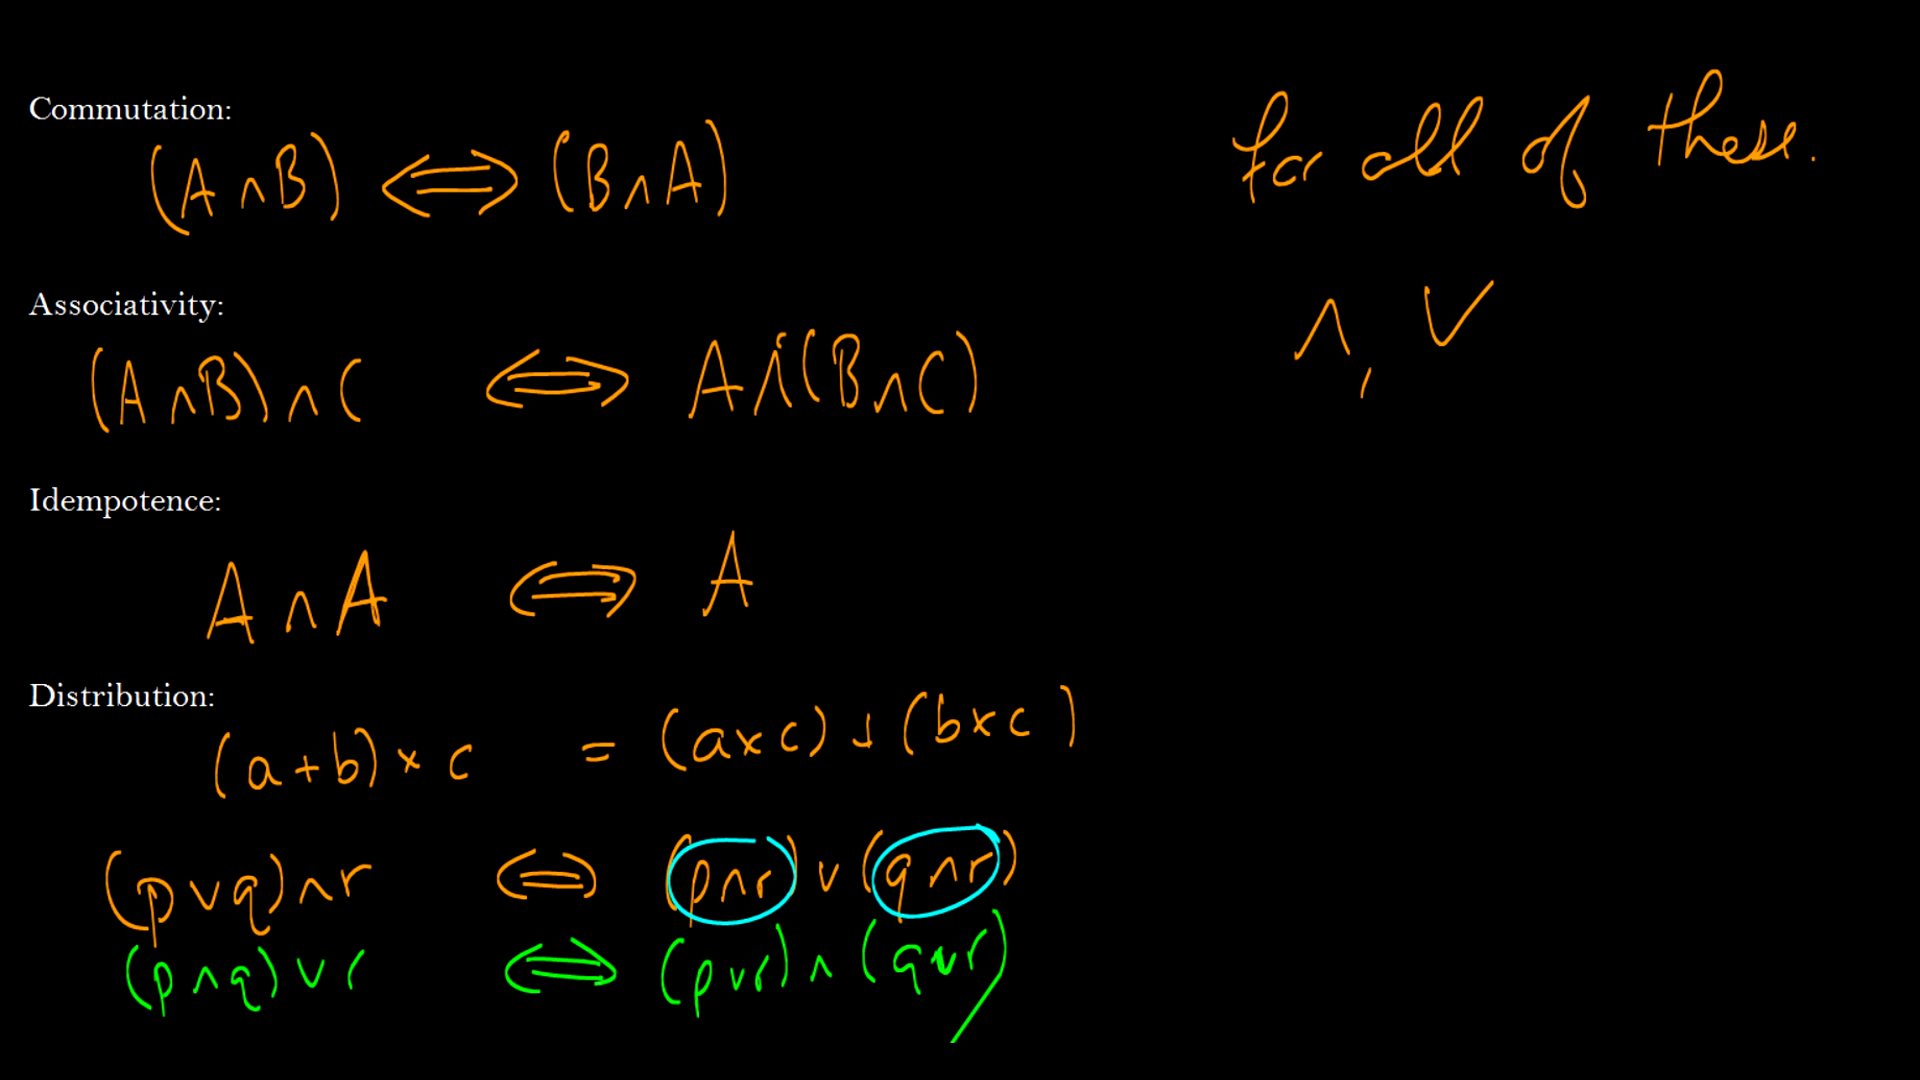 Commutation:
(A ∧ B) ⟺ (B ∧ A)
for all of these.
Associativity:
(A ∧ B) ∧ C ⟺ A ∧ (B ∧ C)
∧, ∨
Idempotence:
A ∧ A ⟺ A
Distribution:
(a + b) × c = (a × c) + (b × c)
(p ∨ q) ∧ r ⟺ (p ∧ r) ∨ (q ∧ r)
(p ∧ q) ∨ r ⟺ (p ∨ r) ∧ (q ∨ r)